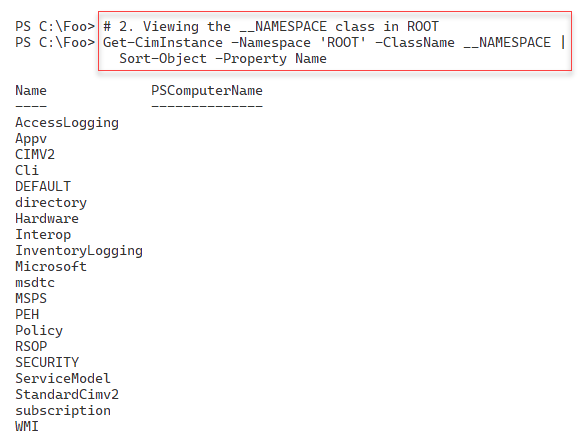 PS C:\Foo> # 2. Viewing the __NAMESPACE class in ROOT
PS C:\Foo> Get-CimInstance -Namespace 'ROOT' -ClassName __NAMESPACE |
Sort-Object -Property Name
Name PSComputerName
---- --------------
AccessLogging
Appv
CIMV2
Cli
DEFAULT
directory
Hardware
Interop
InventoryLogging
Microsoft
msdtc
MSPS
PEH
Policy
RSOP
SECURITY
ServiceModel
StandardCimv2
subscription
WMI